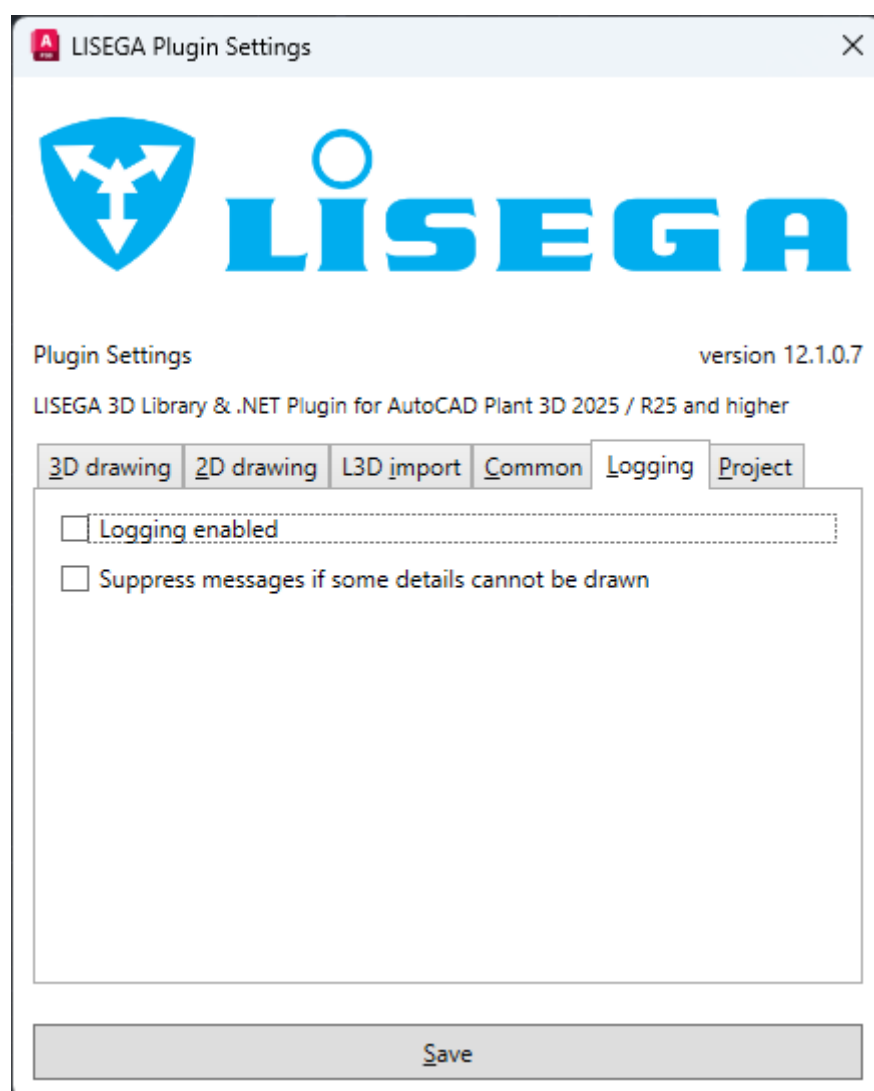 LISEGA Plugin Settings
LISEGA
Plugin Settings
version 12.1.0.7
LISEGA 3D Library & .NET Plugin for AutoCAD Plant 3D 2025 / R25 and higher
3D drawing 2D drawing L3D import Common Logging Project
Logging enabled
Suppress messages if some details cannot be drawn
Save